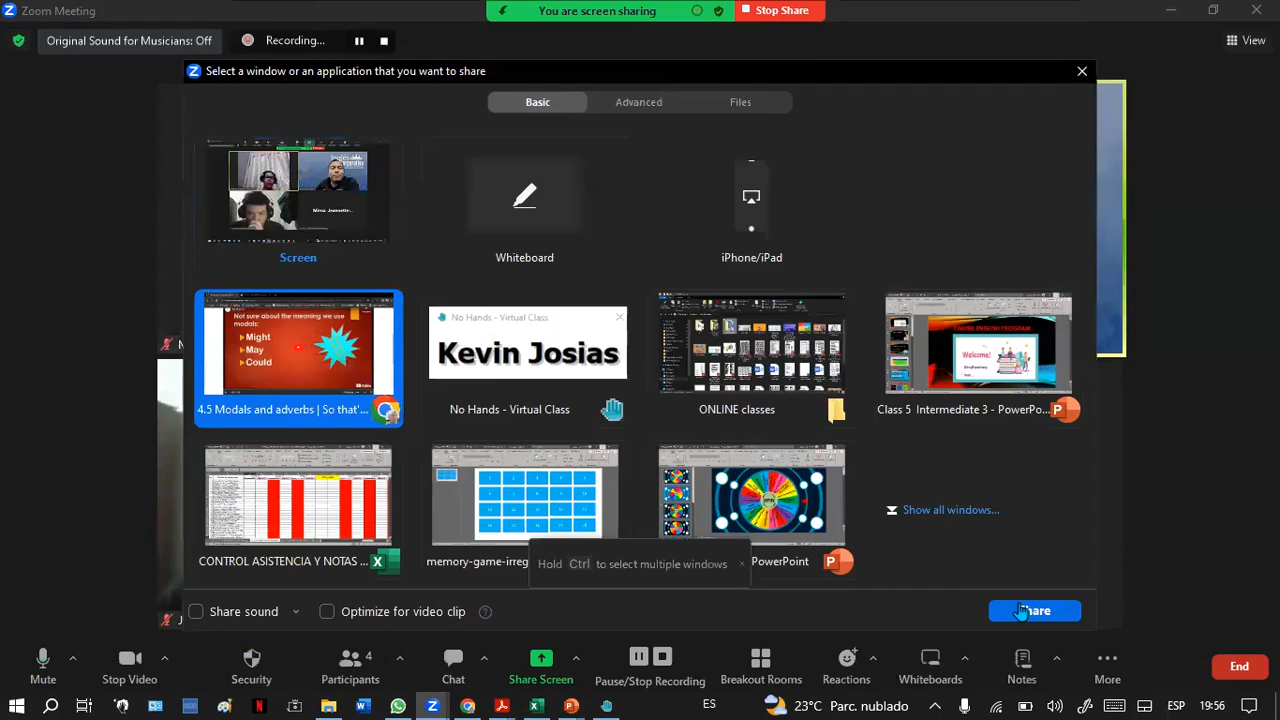 Zoom Meeting
You are screen sharing
Stop Share
Original Sound for Musicians: Off
Recording...
View
Select a window or an application that you want to share
Basic
Advanced
Files
Screen
Whiteboard
iPhone/iPad
Not sure about the meaning we use modals:
Might
May
Could
No Hands - Virtual Class
Kevin Josias
ONLINE ENGLISH PROGRAM
Welcome!
4.5 Modals and adverbs | So that'...
No Hands - Virtual Class
ONLINE classes
Class 5 Intermediate 3 - PowerPo...
Show all windows...
CONTROL ASISTENCIA Y NOTAS ...
memory-game-irreg
PowerPoint
Hold Ctrl to select multiple windows
Share sound
Optimize for video clip
Share
Mute
Stop Video
Security
4
Participants
Chat
Share Screen
Pause/Stop Recording
Breakout Rooms
Reactions
Whiteboards
Notes
More
End
ES
23°C Parc. nublado
ESP
19:56